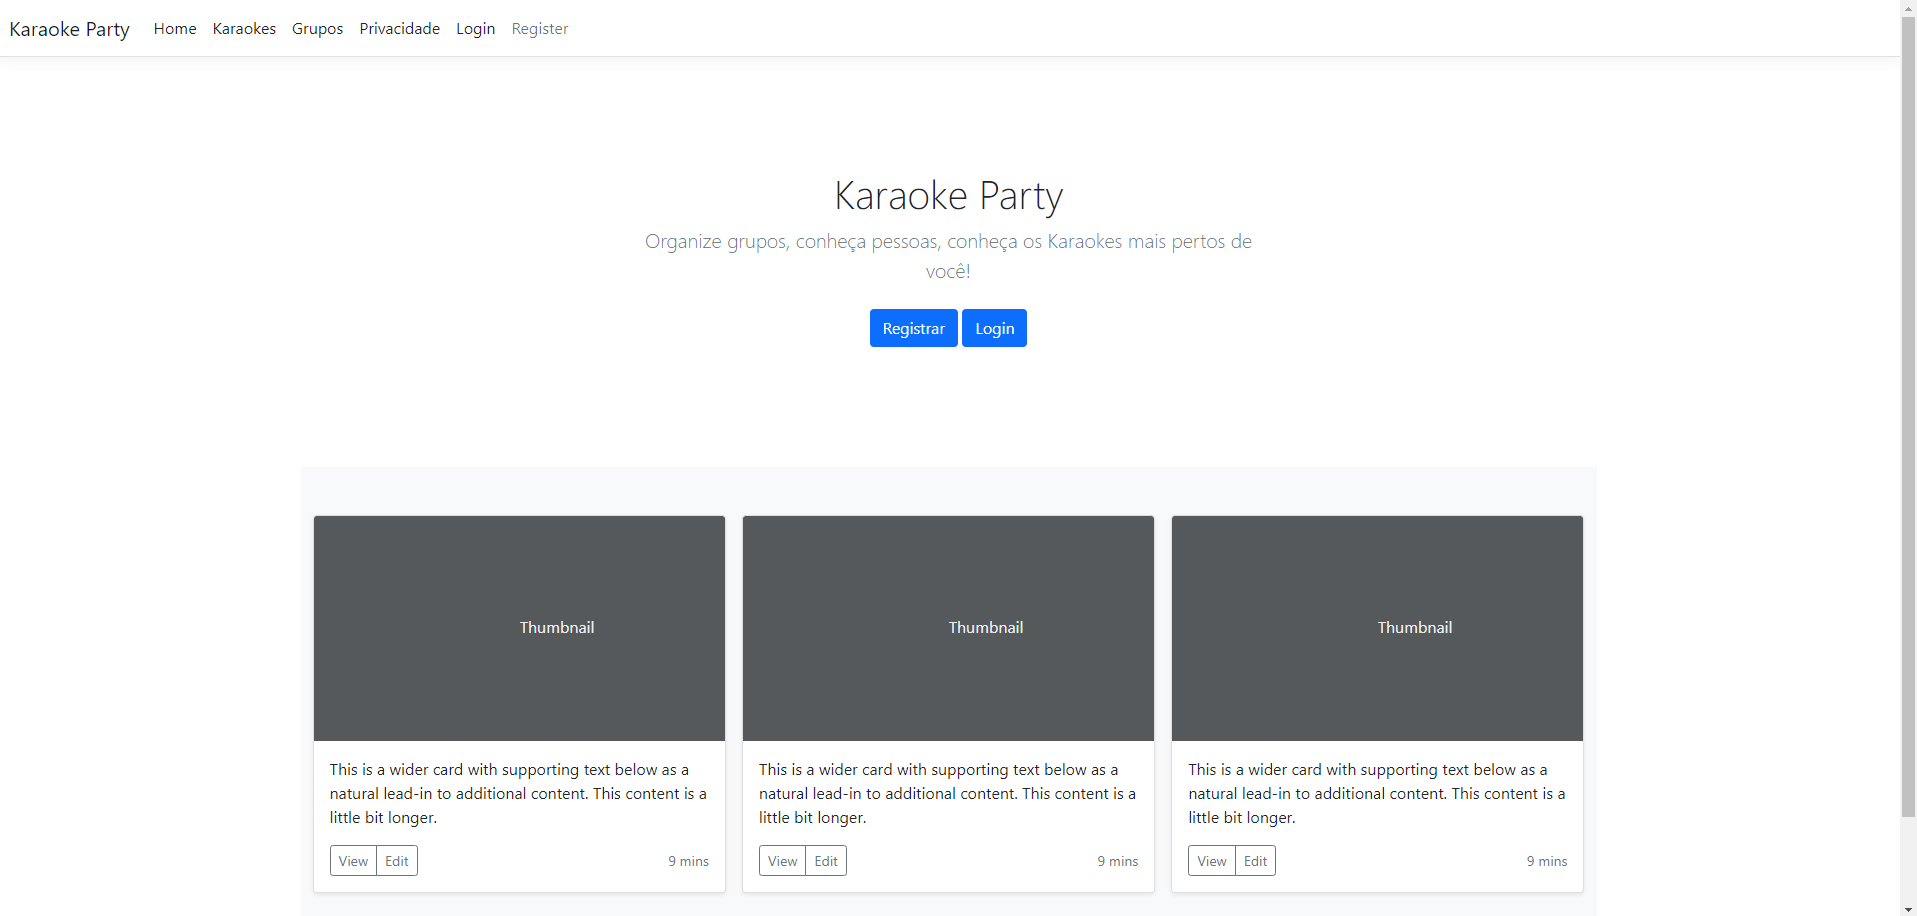 Karaoke Party Home Karaokes Grupos Privacidade Login Register
Karaoke Party
Organize grupos, conheça pessoas, conheça os Karaokes mais pertos de
você!
Registrar Login
Thumbnail
This is a wider card with supporting text below as a
natural lead-in to additional content. This content is a
little bit longer.
View Edit 9 mins
Thumbnail
This is a wider card with supporting text below as a
natural lead-in to additional content. This content is a
little bit longer.
View Edit 9 mins
Thumbnail
This is a wider card with supporting text below as a
natural lead-in to additional content. This content is a
little bit longer.
View Edit 9 mins